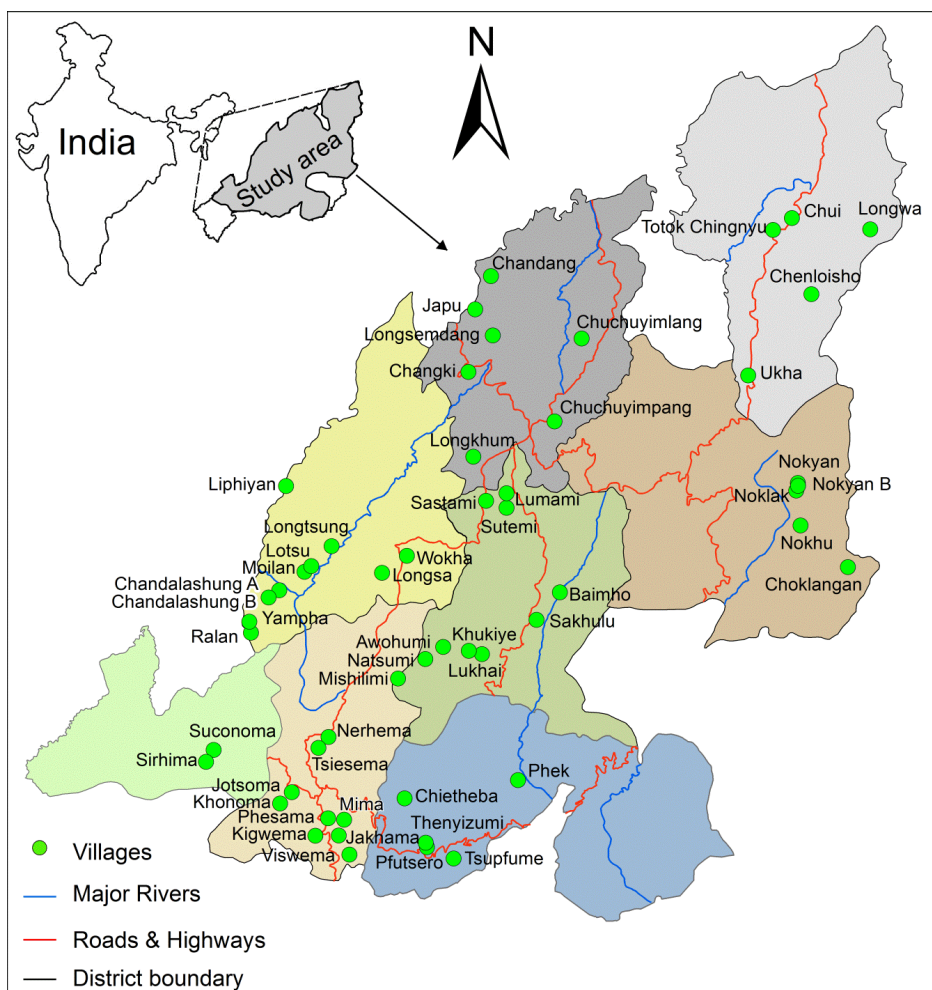 N
India
Study area
Chui
Longwa
Totok Chingnyu
Chandang
Chenloisho
Japu
Longsemdang
Chuchuyimlang
Changki
Ukha
Chuchuyimpang
Longkhum
Nokyan
Liphiyan
Nokyan B
Lumami
Noklak
Sastami
Sutemi
Longtsung
Nokhu
Lotsu
Wokha
Moilan
Longsa
Choklangan
Chandalashung A
Baimho
Chandalashung B
Yampha
Sakhulu
Ralan
Awohumi
Khukiye
Natsumi
Lukhai
Mishilimi
Suconoma
Nerhema
Sirhima
Tsiesema
Phek
Jotsoma
Chietheba
Khonoma
Mima
Phesama
Thenyizumi
Kigwema
Jakhama
Viswema
Pfutsero
Tsupfume
Villages
Major Rivers
Roads & Highways
District boundary